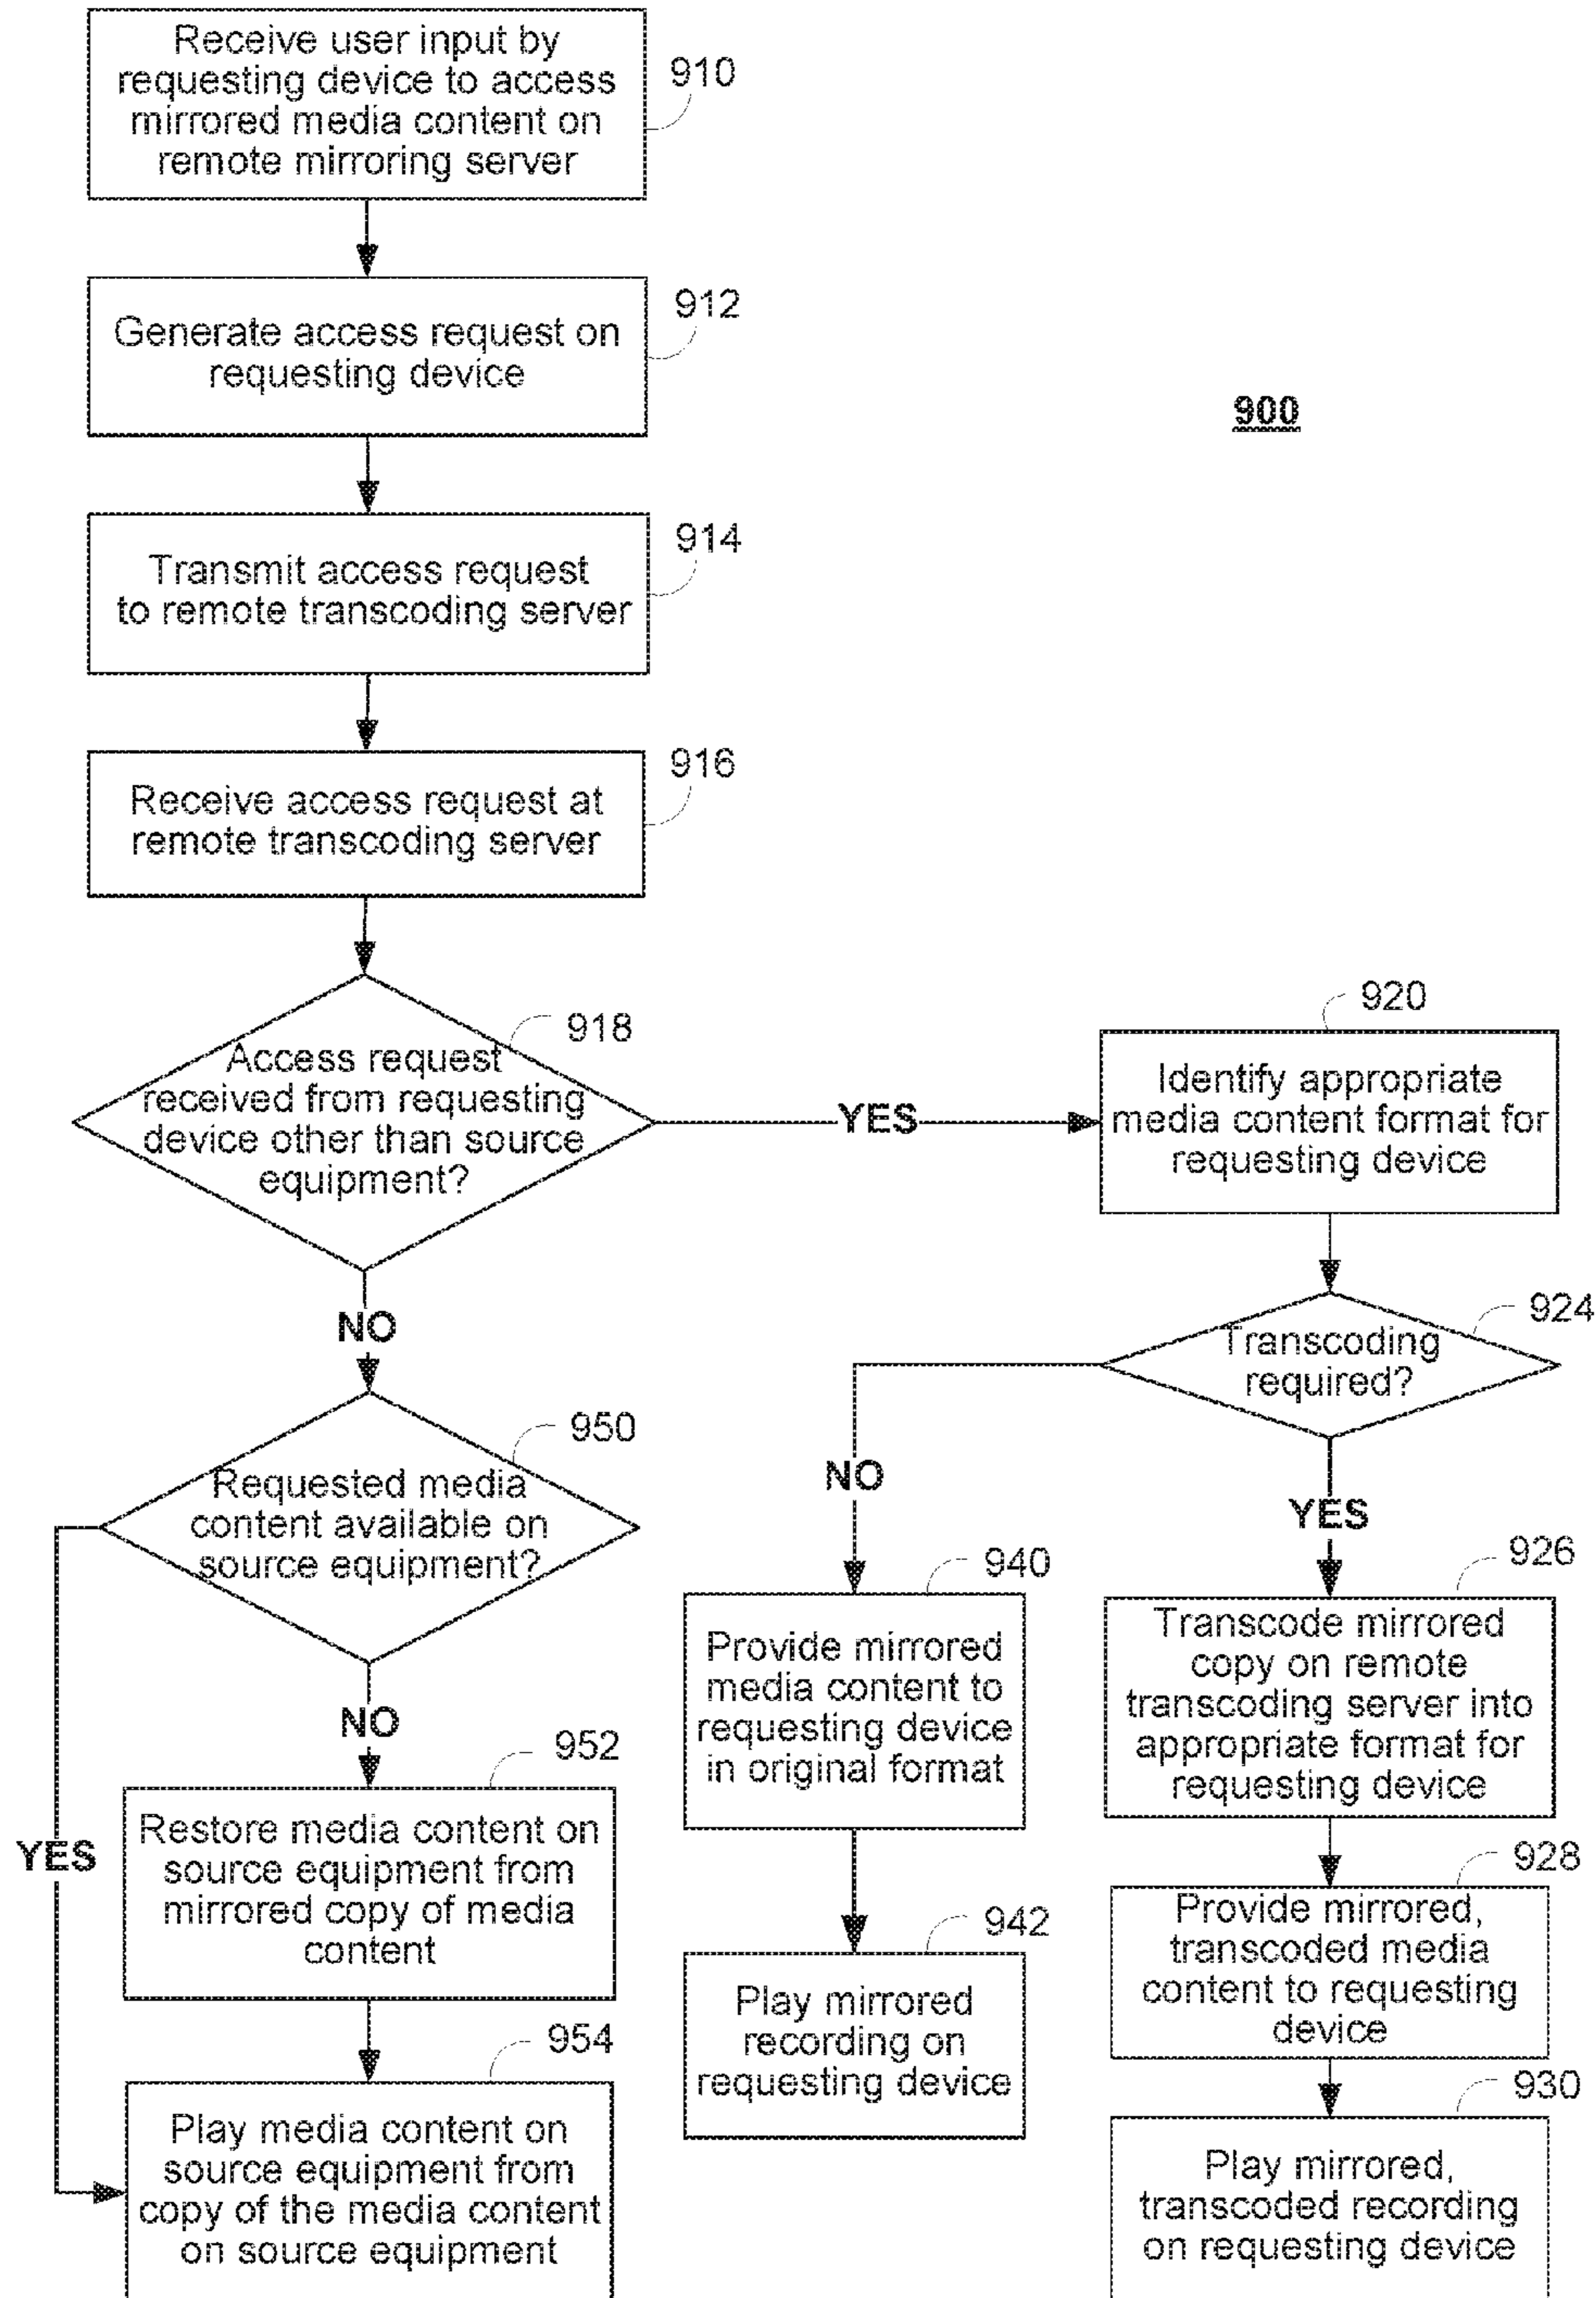 Receive user input by
requesting device to access
mirrored media content on
remote mirroring server
910
Generate access request on
requesting device
912
900
Transmit access request
to remote transcoding server
914
Receive access request at
remote transcoding server
916
Access request
received from requesting
device other than source
equipment?
918
YES
Identify appropriate
media content format for
requesting device
920
NO
Transcoding
required?
924
Requested media
content available on
source equipment?
950
NO
YES
NO
YES
Restore media content on
source equipment from
mirrored copy of media
content
952
Play media content on
source equipment from
copy of the media content
on source equipment
954
Provide mirrored
media content to
requesting device
in original format
940
Play mirrored
recording on
requesting device
942
Transcode mirrored
copy on remote
transcoding server into
appropriate format for
requesting device
926
Provide mirrored,
transcoded media
content to requesting
device
928
Play mirrored,
transcoded recording
on requesting device
930